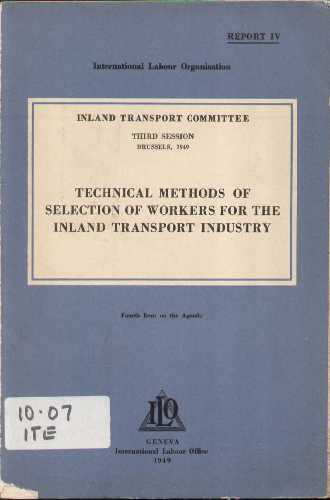 REPORT IV
International Labour Organisation
INLAND TRANSPORT COMMITTEE
THIRD SESSION
BRUSSELS, 1949
TECHNICAL METHODS OF
SELECTION OF WORKERS FOR THE
INLAND TRANSPORT INDUSTRY
Fourth Item on the Agenda
10.07
ITE
ILO
GENEVA
International Labour Office
1949